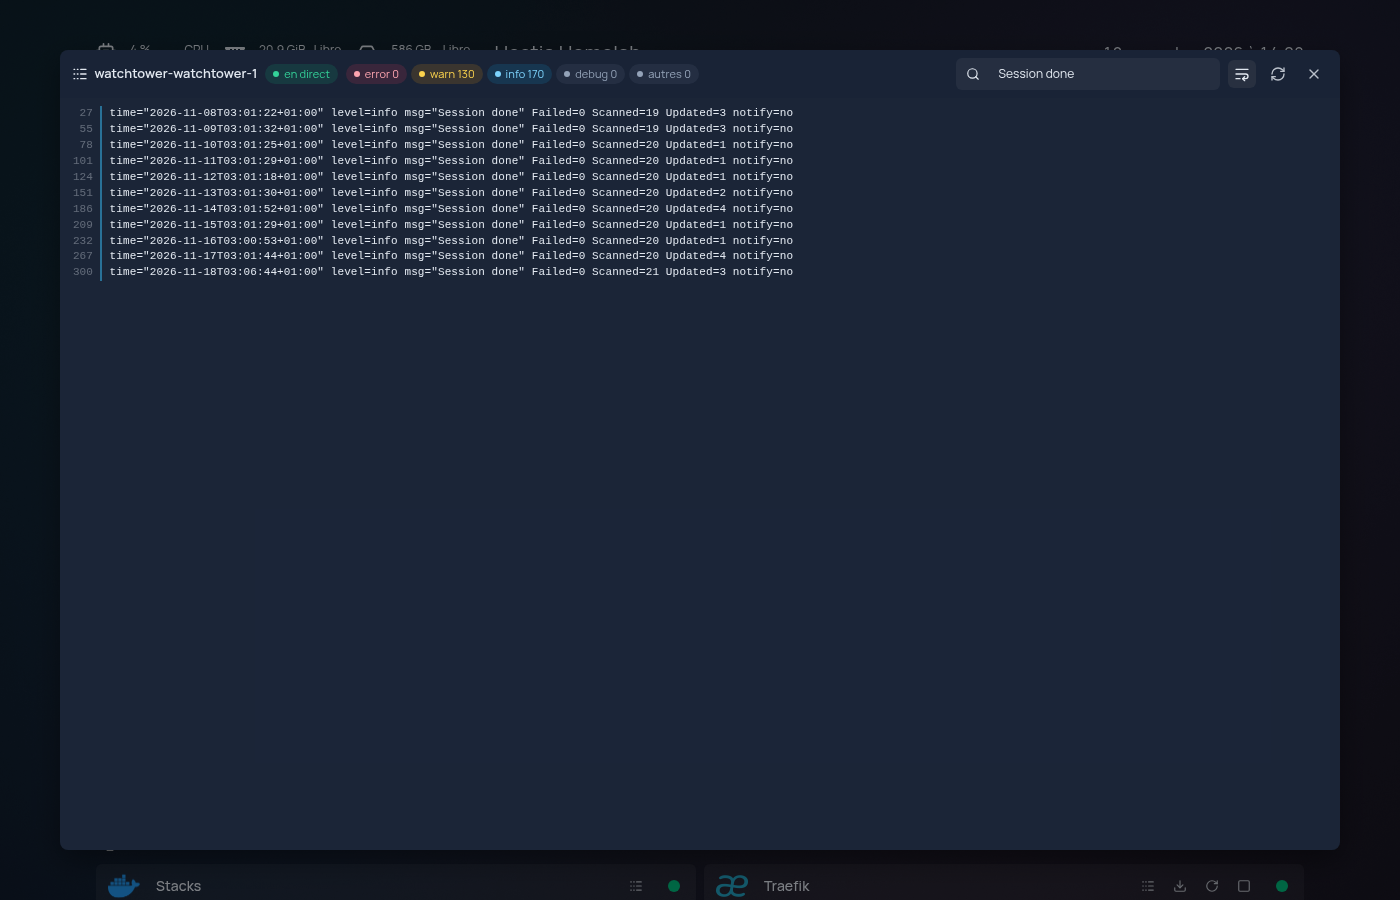 4% CPU 20.9 GiB Libre 586 GB Libre
watchtower-watchtower-1 en direct error 0 warn 130 info 170 debug 0 autres 0 Session done
27 time="2026-11-08T03:01:22+01:00" level=info msg="Session done" Failed=0 Scanned=19 Updated=3 notify=no
55 time="2026-11-09T03:01:32+01:00" level=info msg="Session done" Failed=0 Scanned=19 Updated=3 notify=no
78 time="2026-11-10T03:01:25+01:00" level=info msg="Session done" Failed=0 Scanned=20 Updated=1 notify=no
101 time="2026-11-11T03:01:29+01:00" level=info msg="Session done" Failed=0 Scanned=20 Updated=1 notify=no
124 time="2026-11-12T03:01:18+01:00" level=info msg="Session done" Failed=0 Scanned=20 Updated=1 notify=no
151 time="2026-11-13T03:01:30+01:00" level=info msg="Session done" Failed=0 Scanned=20 Updated=2 notify=no
186 time="2026-11-14T03:01:52+01:00" level=info msg="Session done" Failed=0 Scanned=20 Updated=4 notify=no
209 time="2026-11-15T03:01:29+01:00" level=info msg="Session done" Failed=0 Scanned=20 Updated=1 notify=no
232 time="2026-11-16T03:00:53+01:00" level=info msg="Session done" Failed=0 Scanned=20 Updated=1 notify=no
267 time="2026-11-17T03:01:44+01:00" level=info msg="Session done" Failed=0 Scanned=20 Updated=4 notify=no
300 time="2026-11-18T03:06:44+01:00" level=info msg="Session done" Failed=0 Scanned=21 Updated=3 notify=no
Stacks
Traefik